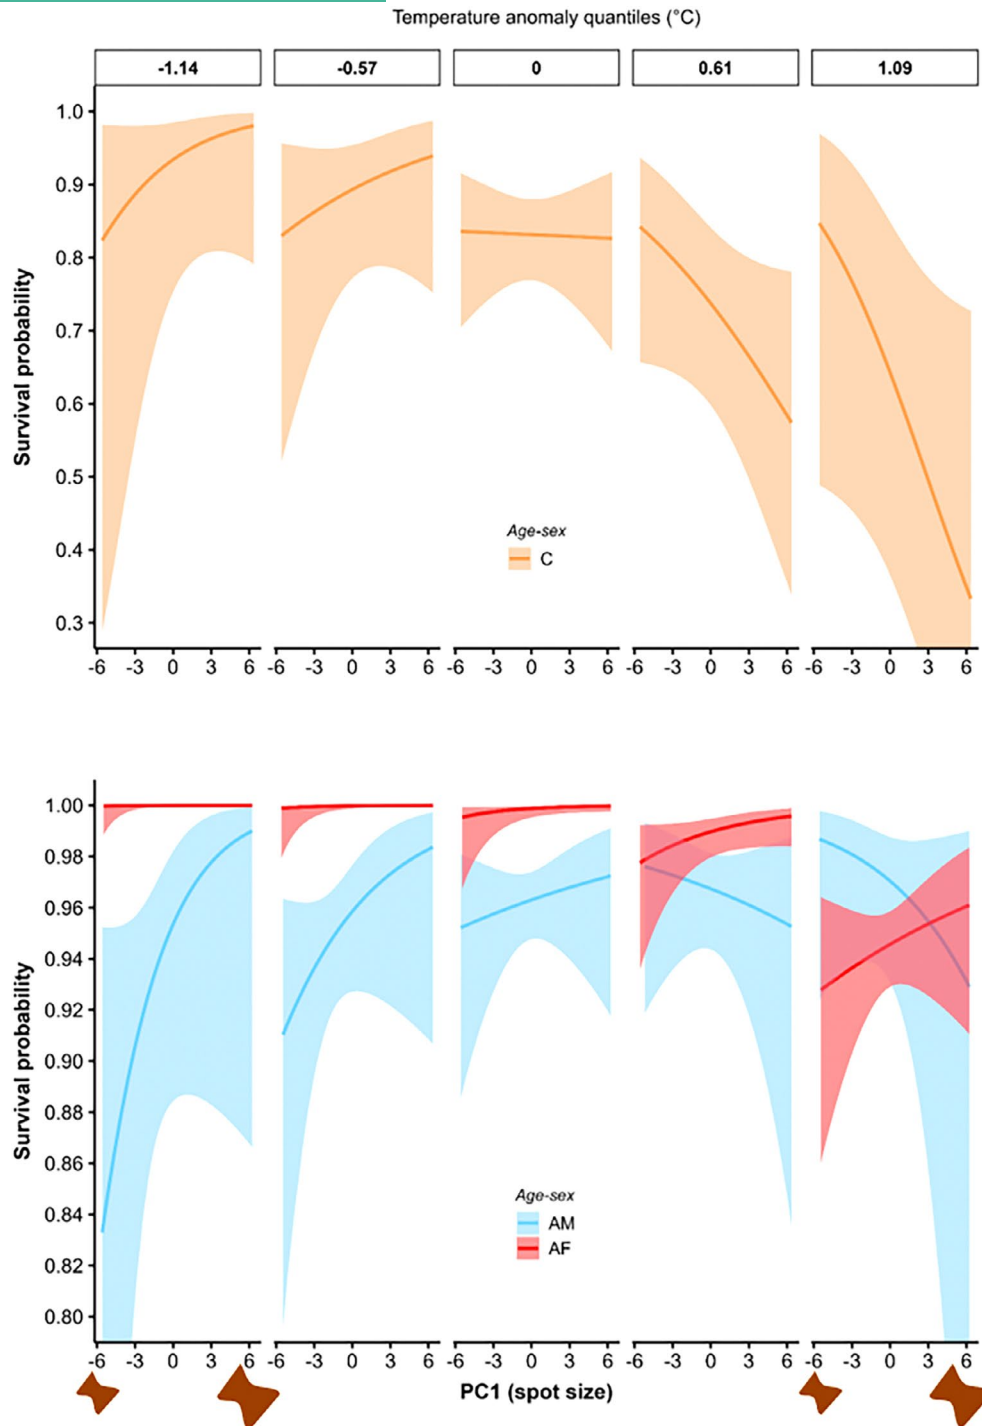 Temperature anomaly quantiles (°C)
-1.14 -0.57 0 0.61 1.09
Survival probability
1.0
0.9
0.8
0.7
0.6
0.5
0.4
0.3
Age-sex
C
-6 -3 0 3 6 -6 -3 0 3 6 -6 -3 0 3 6 -6 -3 0 3 6 -6 -3 0 3 6
Survival probability
1.00
0.98
0.96
0.94
0.92
0.90
0.88
0.86
0.84
0.82
0.80
Age-sex
AM
AF
-6 -3 0 3 6 -6 -3 0 3 6 -6 -3 0 3 6 -6 -3 0 3 6 -6 -3 0 3 6
PC1 (spot size)